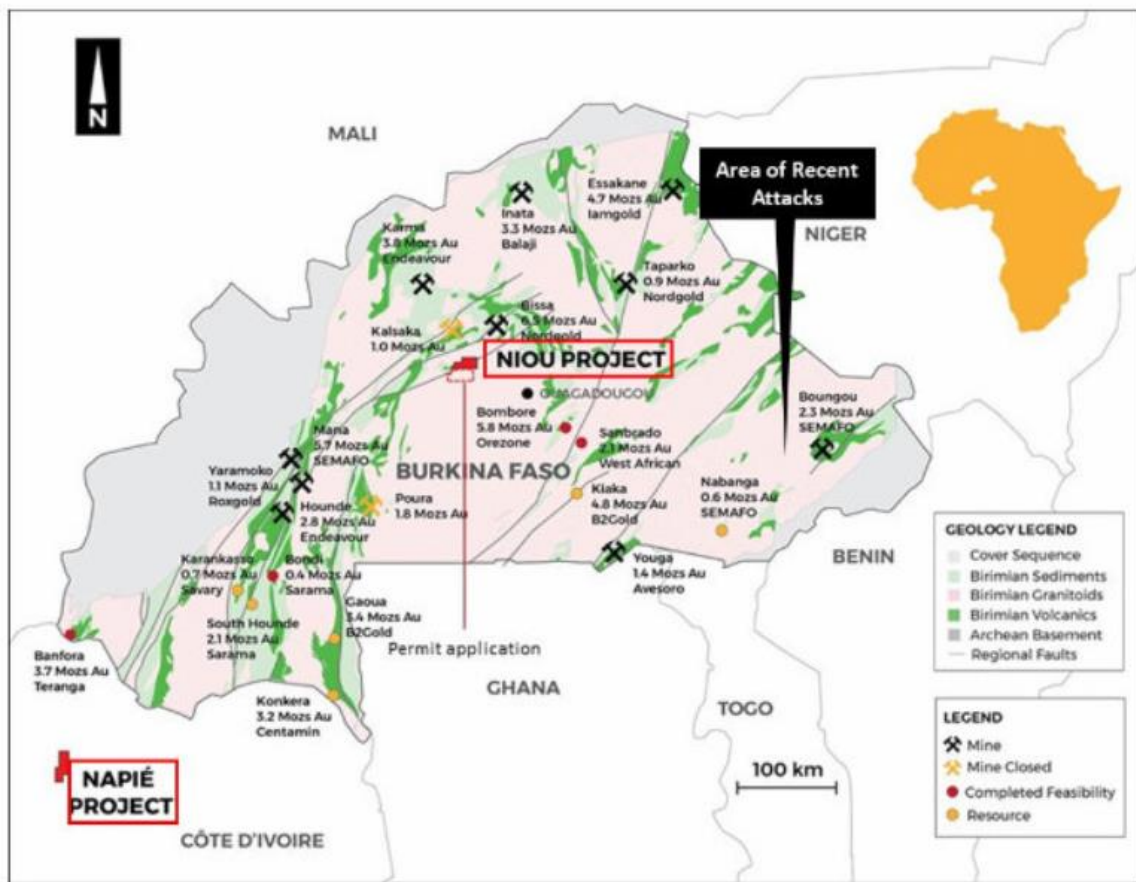 N
MALI
Area of Recent
Attacks
NIGER
Essakane
4.7 Mozs Au
Iamgold
Inata
3.3 Mozs Au
Balaji
Karma
3.8 Mozs Au
Endeavour
Taparko
0.9 Mozs Au
Nordgold
Bissa
6.5 Mozs Au
Nordgold
Kalsaka
1.0 Mozs Au
NIOU PROJECT
OUAGADOUGOU
Boungou
2.3 Mozs Au
SEMAFO
Bombore
5.8 Mozs Au
Orezone
Sanbrado
2.1 Mozs Au
West African
Mana
5.7 Mozs Au
SEMAFO
BURKINA FASO
Yaramoko
1.1 Mozs Au
Roxgold
Nabanga
0.6 Mozs Au
SEMAFO
Kiaka
4.8 Mozs Au
B2Gold
Poura
1.8 Mozs Au
Hounde
2.8 Mozs Au
Endeavour
BENIN
Youga
1.4 Mozs Au
Avesoro
Karankasso
0.7 Mozs Au
Savary
Bondi
0.4 Mozs Au
Sarama
Gaoua
3.4 Mozs Au
B2Gold
South Hounde
2.1 Mozs Au
Sarama
Permit application
Banfora
3.7 Mozs Au
Teranga
GHANA
TOGO
Konkera
3.2 Mozs Au
Centamin
NAPIÉ
PROJECT
100 km
CÔTE D'IVOIRE
GEOLOGY LEGEND
Cover Sequence
Birimian Sediments
Birimian Granitoids
Birimian Volcanics
Archean Basement
Regional Faults
LEGEND
Mine
Mine Closed
Completed Feasibility
Resource